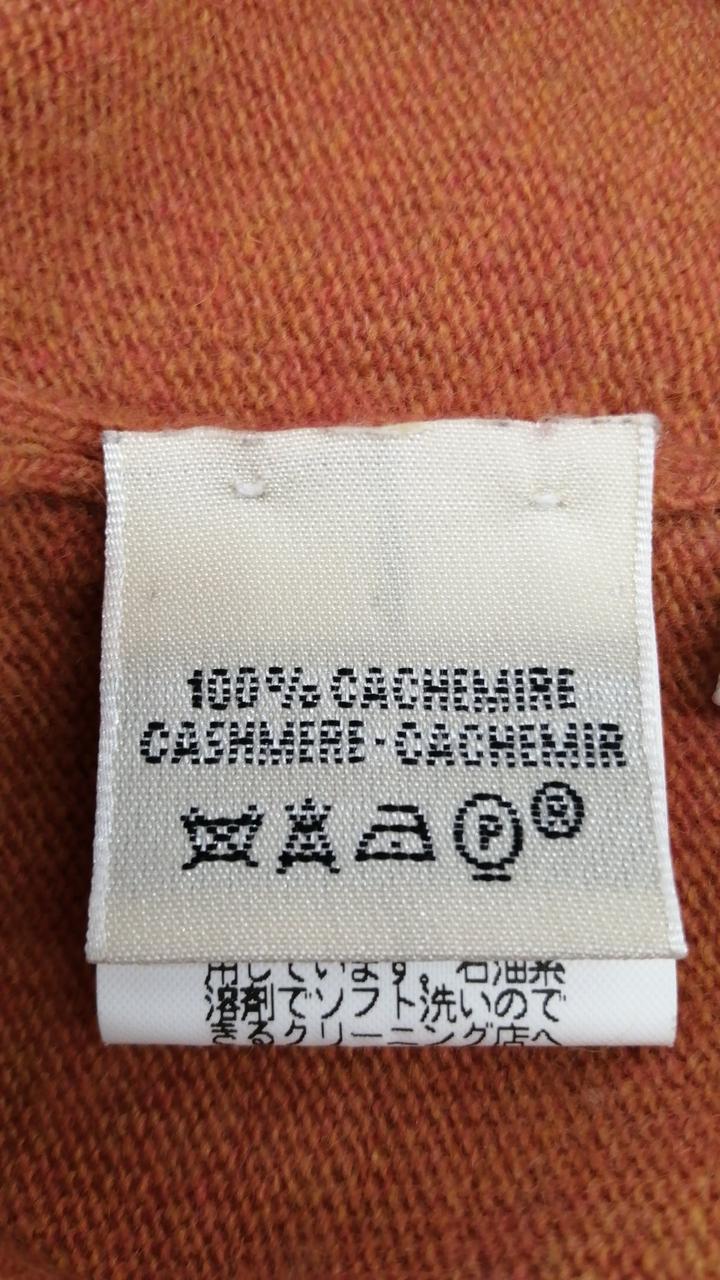 100% CACHEMIRE
CASHMERE·CACHEMIR
P ®
用しています。石油系
溶剤でソフト洗いので
きるクリーニング店へ